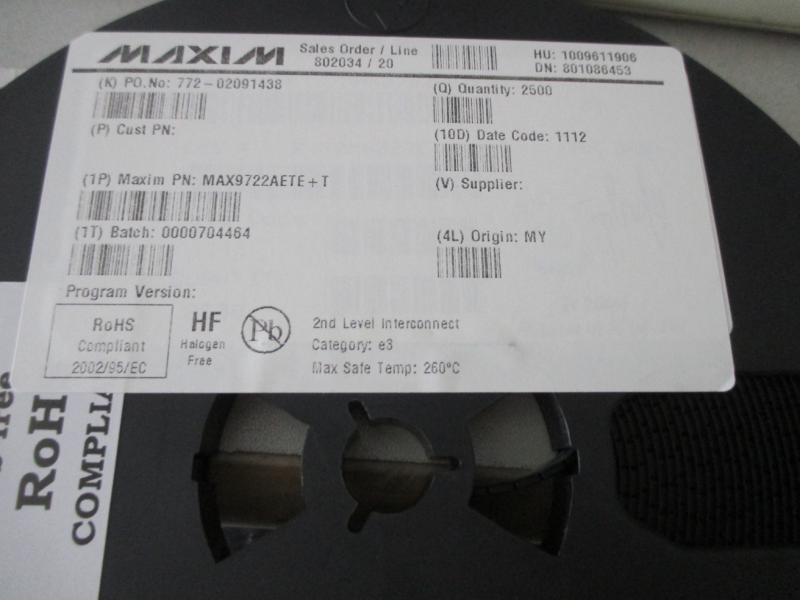 MAXIM
Sales Order / Line
802034 / 20
HU: 1009611906
DN: 801086453
(K) PO.No: 772-02091438
(Q) Quantity: 2500
(P) Cust PN:
(10D) Date Code: 1112
(1P) Maxim PN: MAX9722AETE+T
(V) Supplier:
(1T) Batch: 0000704464
(4L) Origin: MY
Program Version:
RoHS
Compliant
2002/95/EC
HF
Halogen
Free
Pb
2nd Level Interconnect
Category: e3
Max Safe Temp: 260°C
free
RoH
COMPLIA